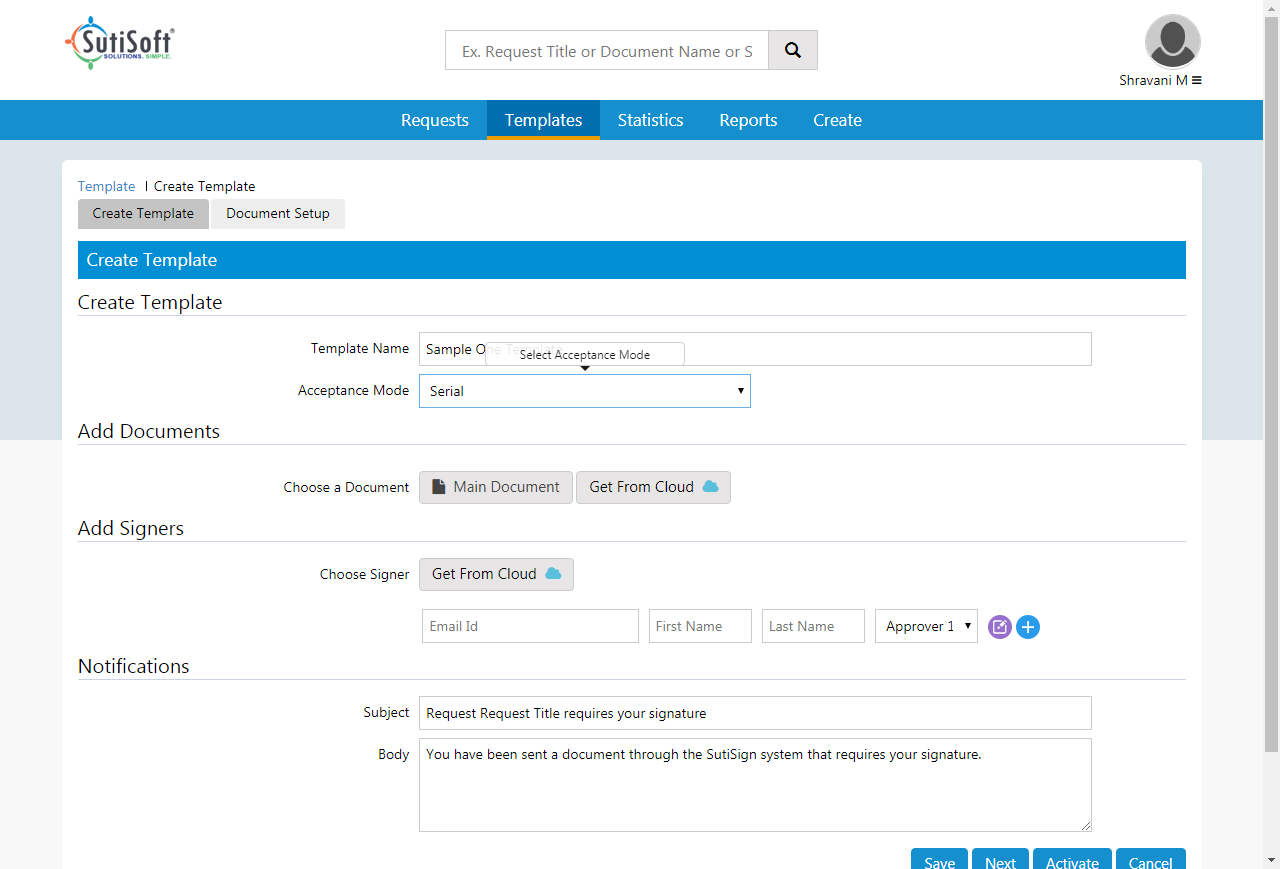 SutiSoft®
SOLUTIONS. SIMPLE.
Ex. Request Title or Document Name or S
Shravani M
Requests Templates Statistics Reports Create
Template | Create Template
Create Template Document Setup
Create Template
Create Template
Template Name Sample One Template
Select Acceptance Mode
Acceptance Mode Serial
Add Documents
Choose a Document Main Document Get From Cloud
Add Signers
Choose Signer Get From Cloud
Email Id First Name Last Name Approver 1
Notifications
Subject Request Request Title requires your signature
Body You have been sent a document through the SutiSign system that requires your signature.
Save Next Activate Cancel